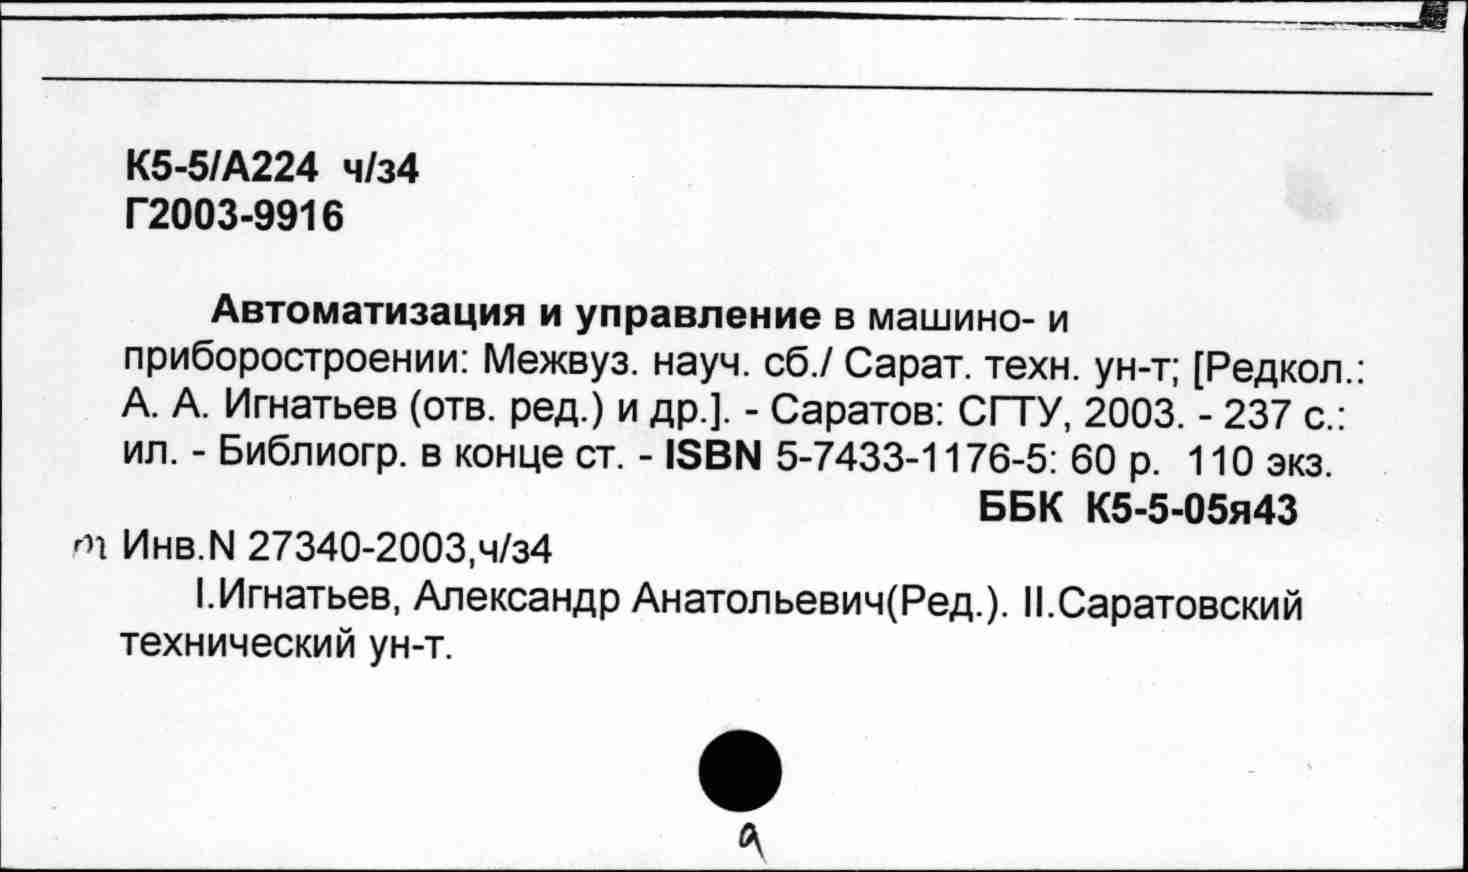 К5-5/А224 ч/з4
Г2003-9916
Автоматизация и управление в машино- и
приборостроении: Межвуз. науч. сб./ Сарат. техн. ун-т; [Редкол.:
А. А. Игнатьев (отв. ред.) и др.]. - Саратов: СГТУ, 2003. - 237 с.:
ил. - Библиогр. в конце ст. - ISBN 5-7433-1176-5: 60 р. 110 экз.
ББК К5-5-05я43
Инв.N 27340-2003,ч/з4
I.Игнатьев, Александр Анатольевич(Ред.). II.Саратовский
технический ун-т.